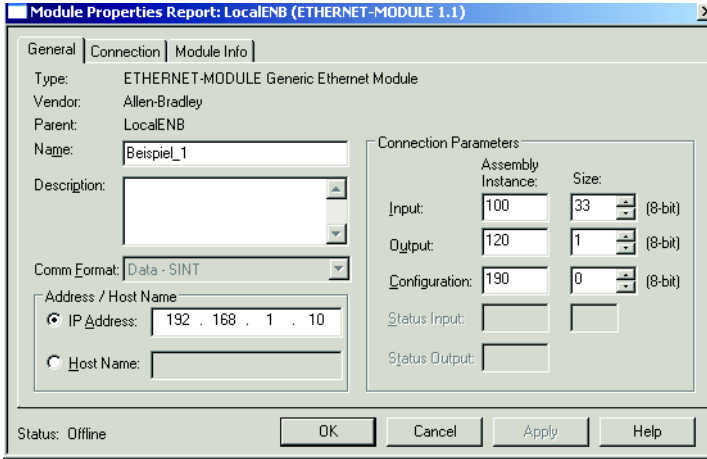 Module Properties Report: LocalENB (ETHERNET-MODULE 1.1)
General Connection Module Info
Type: ETHERNET-MODULE Generic Ethernet Module
Vendor: Allen-Bradley
Parent: LocalENB
Name: Beispiel_1
Description:
Comm Format: Data - SINT
Address / Host Name
IP Address: 192 . 168 . 1 . 10
Host Name:
Connection Parameters
Assembly Instance: Size:
Input: 100 33 (8-bit)
Output: 120 1 (8-bit)
Configuration: 190 0 (8-bit)
Status Input:
Status Output:
Status: Offline OK Cancel Apply Help